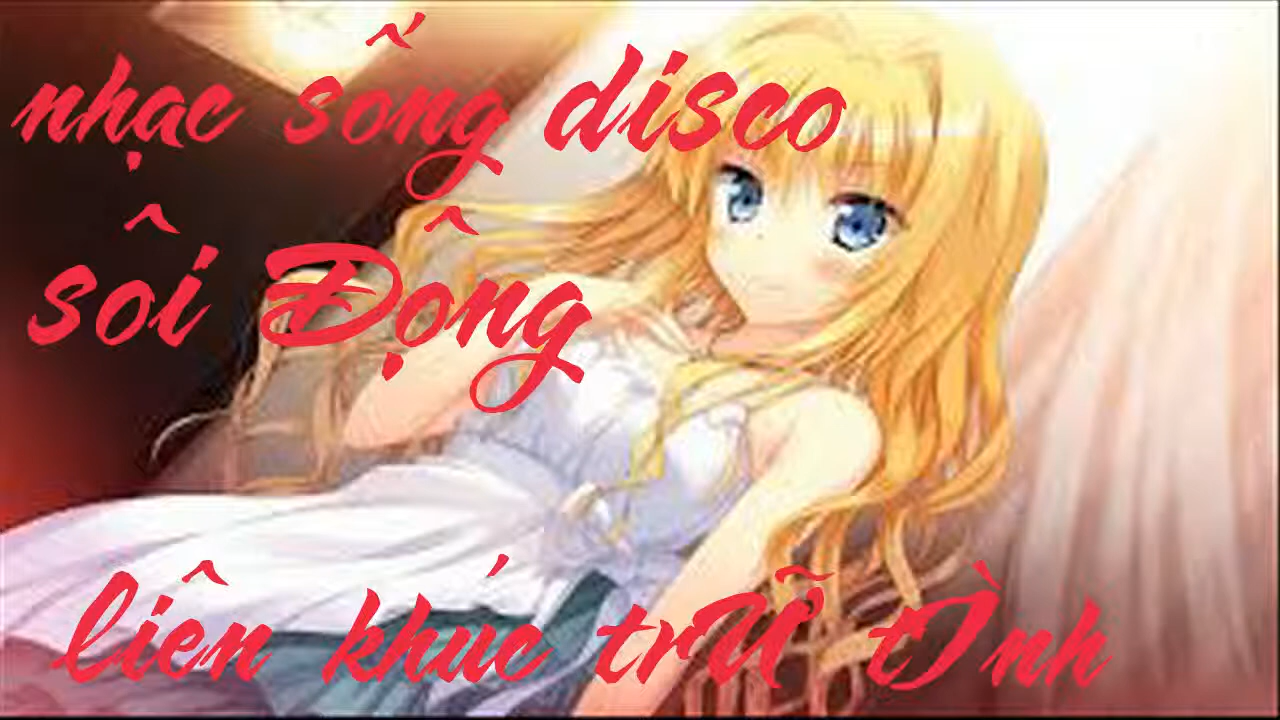 nhạc sống disco
sôi Động
liên khúc trữ tÌnh